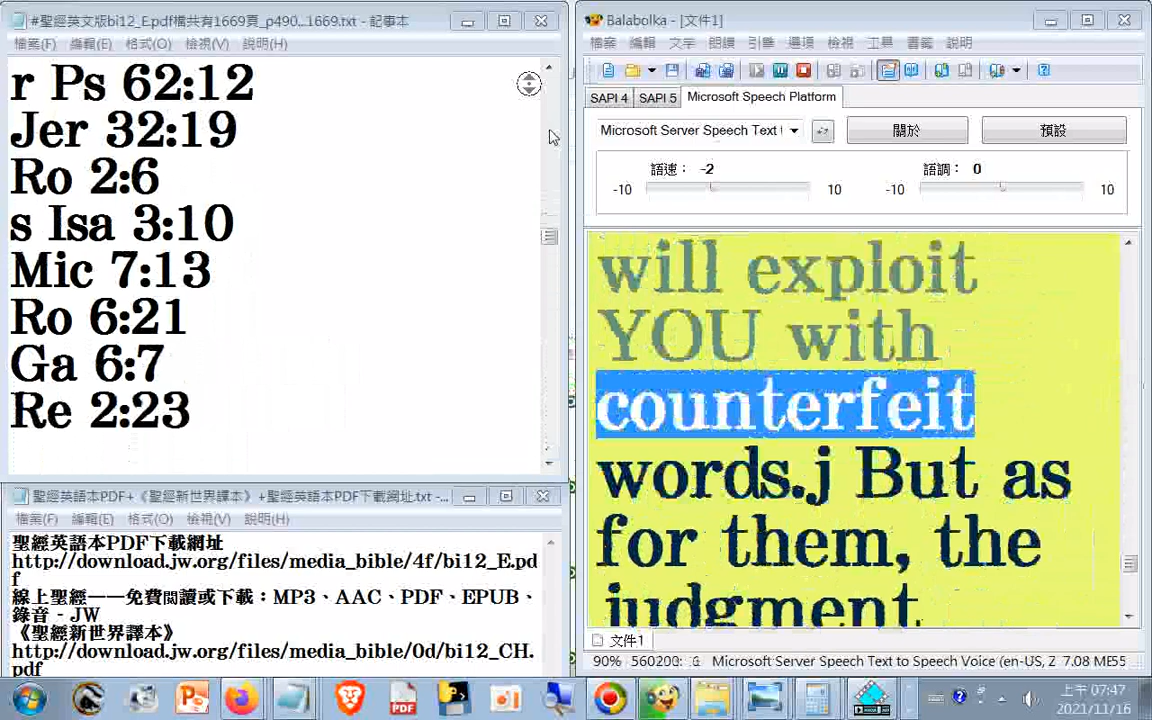 #聖經英文版bi12_E.pdf檔共有1669頁_p490...1669.txt - 記事本
檔案(F) 編輯(E) 格式(O) 檢視(V) 說明(H)
r Ps 62:12
Jer 32:19
Ro 2:6
s Isa 3:10
Mic 7:13
Ro 6:21
Ga 6:7
Re 2:23
聖經英語本PDF+《聖經新世界譯本》+聖經英語本PDF下載網址.txt -...
檔案(F) 編輯(E) 格式(O) 檢視(V) 說明(H)
聖經英語本PDF下載網址
http://download.jw.org/files/media_bible/4f/bi12_E.pd
f
線上聖經——免費閱讀或下載：MP3、AAC、PDF、EPUB、
錄音 - JW
《聖經新世界譯本》
http://download.jw.org/files/media_bible/0d/bi12_CH.
pdf
Balabolka - [文件1]
檔案 編輯 文字 朗讀 引擎 選項 檢視 工具 書籤 說明
SAPI 4 SAPI 5 Microsoft Speech Platform
Microsoft Server Speech Text 關於 預設
語速： -2 語調： 0
-10 10 -10 10
will exploit
YOU with
counterfeit
words.j But as
for them, the
judgment
文件1
90% 560200: Microsoft Server Speech Text to Speech Voice (en-US, Z 7.08 ME55
上午 07:47
2021/11/16